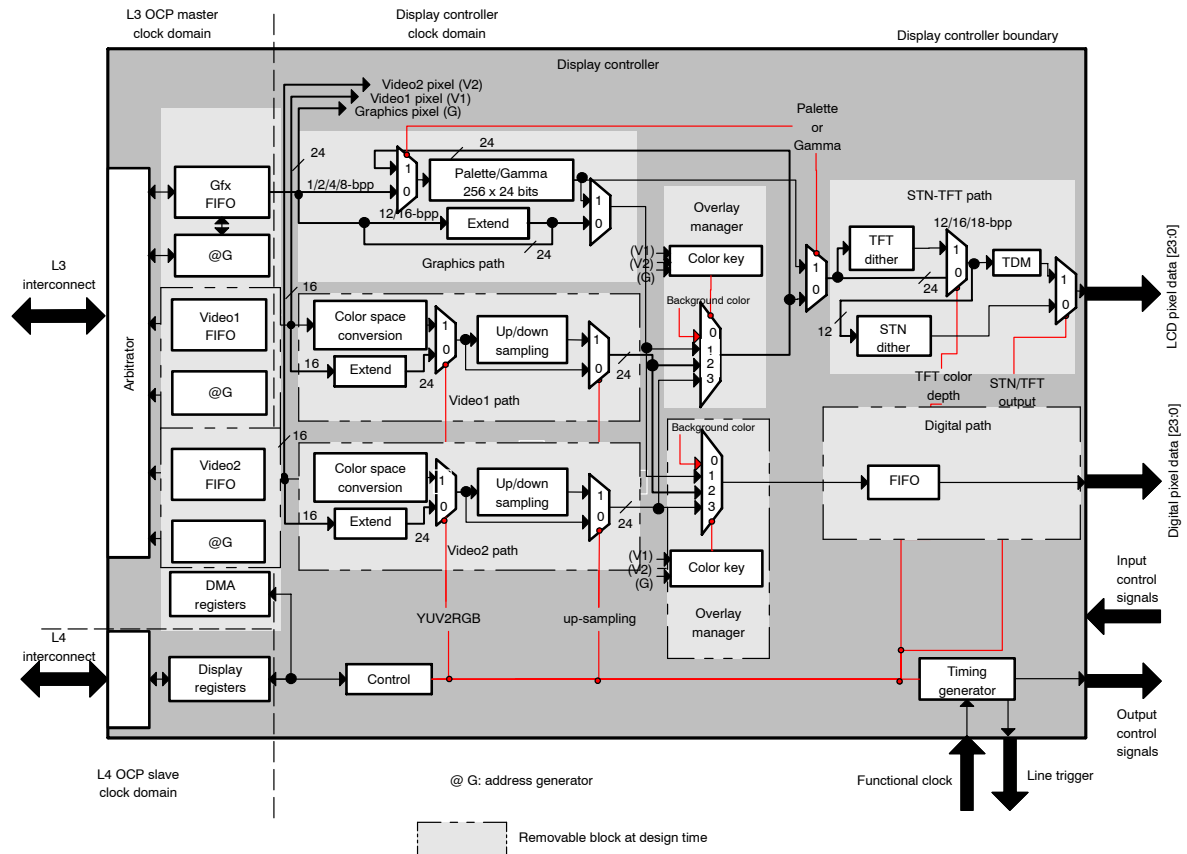 L3 OCP master
clock domain
Display controller
clock domain
Display controller boundary
Display controller
Video2 pixel (V2)
Video1 pixel (V1)
Graphics pixel (G)
Palette
or
Gamma
24
24
1
0
Palette/Gamma
256 x 24 bits
1/2/4/8-bpp
12/16-bpp
Extend
24
1
0
Graphics path
Gfx
FIFO
@G
Overlay
manager
(V1)
(V2)
(G)
Color key
Background color
0
1
2
3
1
0
STN-TFT path
12/16/18-bpp
TFT
dither
1
0
TDM
1
0
24
12
STN
dither
TFT color
depth
STN/TFT
output
LCD pixel data [23:0]
L3
interconnect
Arbitrator
Video1
FIFO
@G
16
Color space
conversion
16
Extend
24
1
0
Up/down
sampling
1
0
24
Video1 path
Video2
FIFO
@G
16
Color space
conversion
16
Extend
24
1
0
Up/down
sampling
1
0
24
Video2 path
Background color
0
1
2
3
(V1)
(V2)
(G)
Color key
Overlay
manager
Digital path
FIFO
Digital pixel data [23:0]
DMA
registers
YUV2RGB
up-sampling
Input
control
signals
L4
interconnect
Display
registers
Control
Timing
generator
Output
control
signals
L4 OCP slave
clock domain
@ G: address generator
Functional clock
Line trigger
Removable block at design time